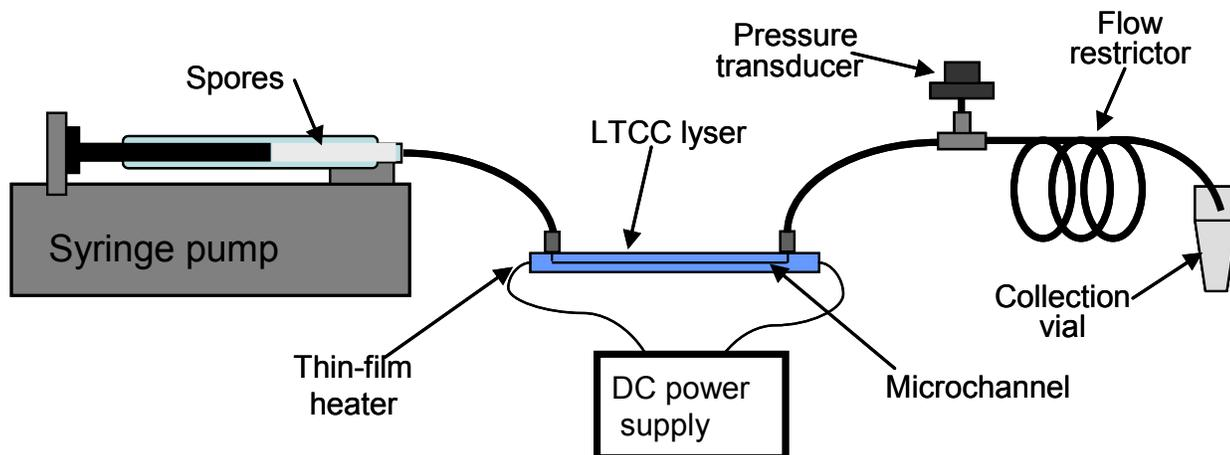 Spores
Syringe pump
LTCC lyser
Pressure
transducer
Flow
restrictor
Collection
vial
Thin-film
heater
DC power
supply
Microchannel